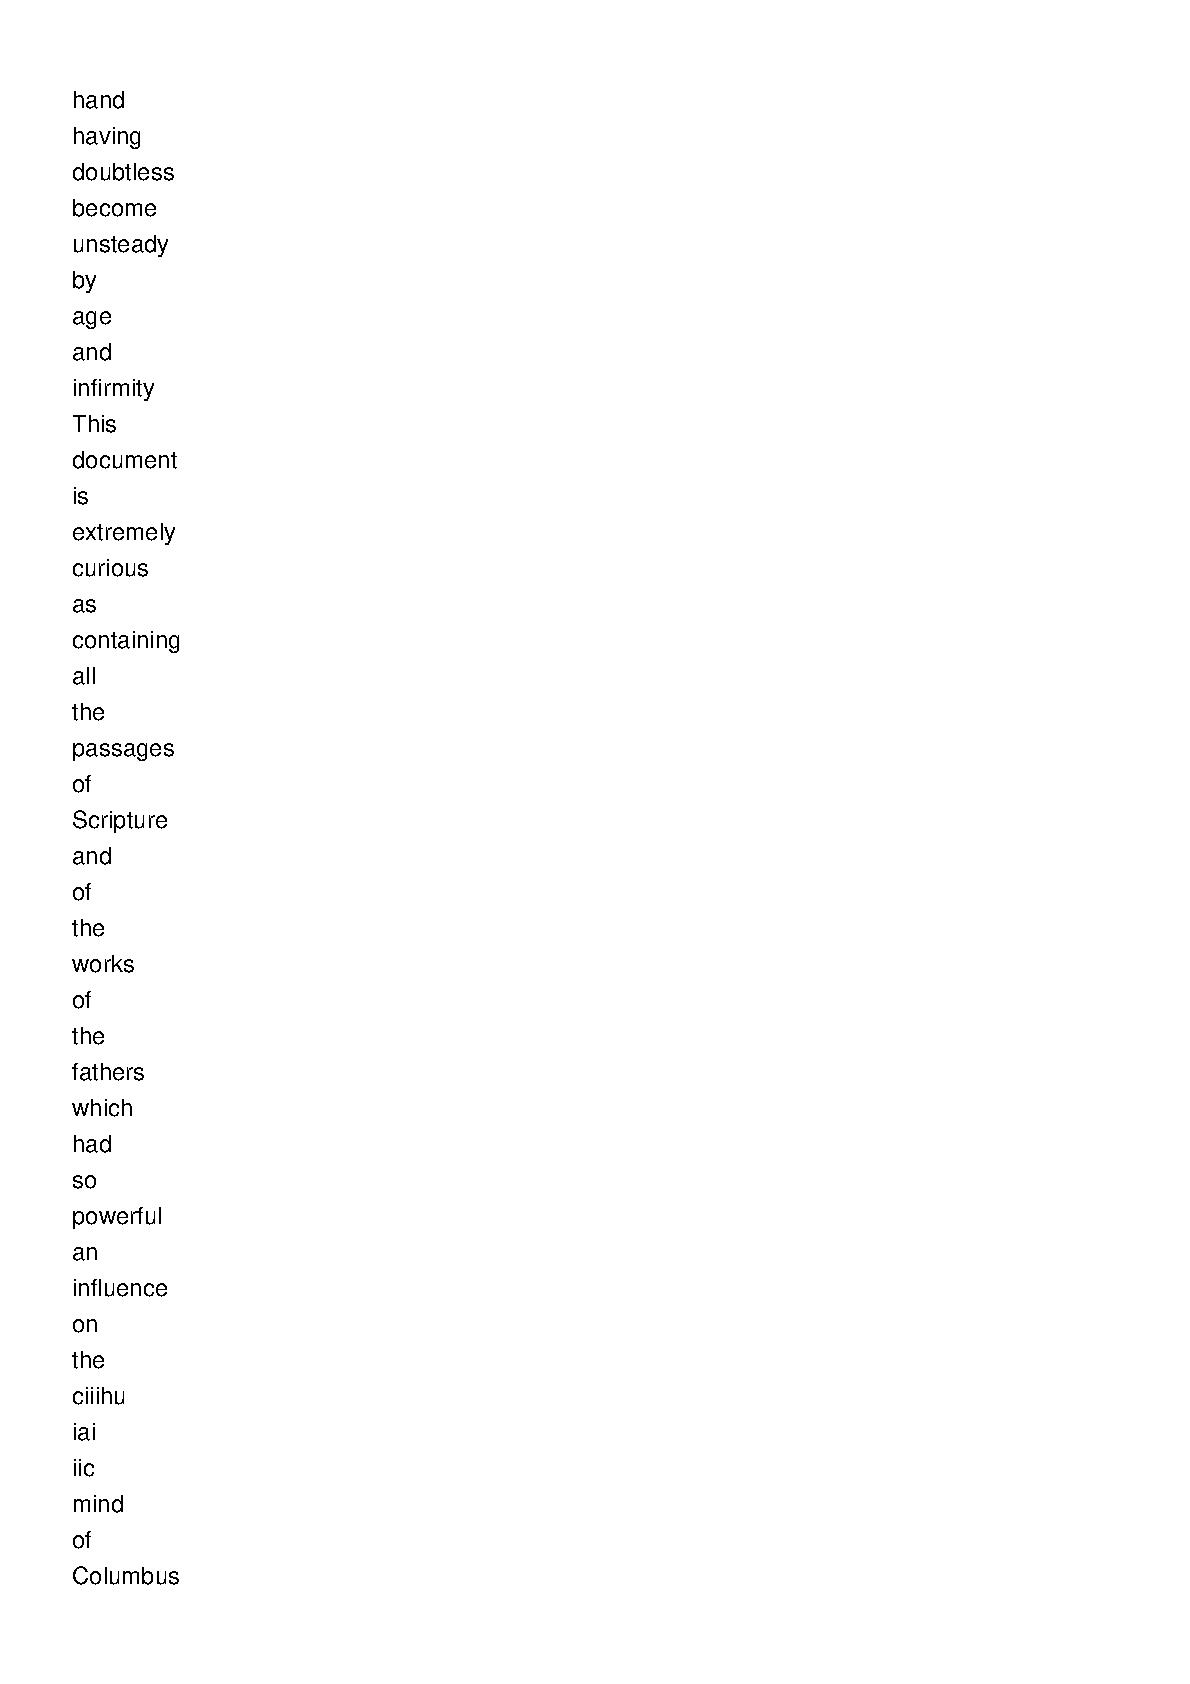 hand
having
doubtless
become
unsteady
by
age
and
infirmity
This
document
is
extremely
curious
as
containing
all
the
passages
of
Scripture
and
of
the
works
of
the
fathers
which
had
so
powerful
an
influence
on
the
ciiihu
iai
iic
mind
of
Columbus